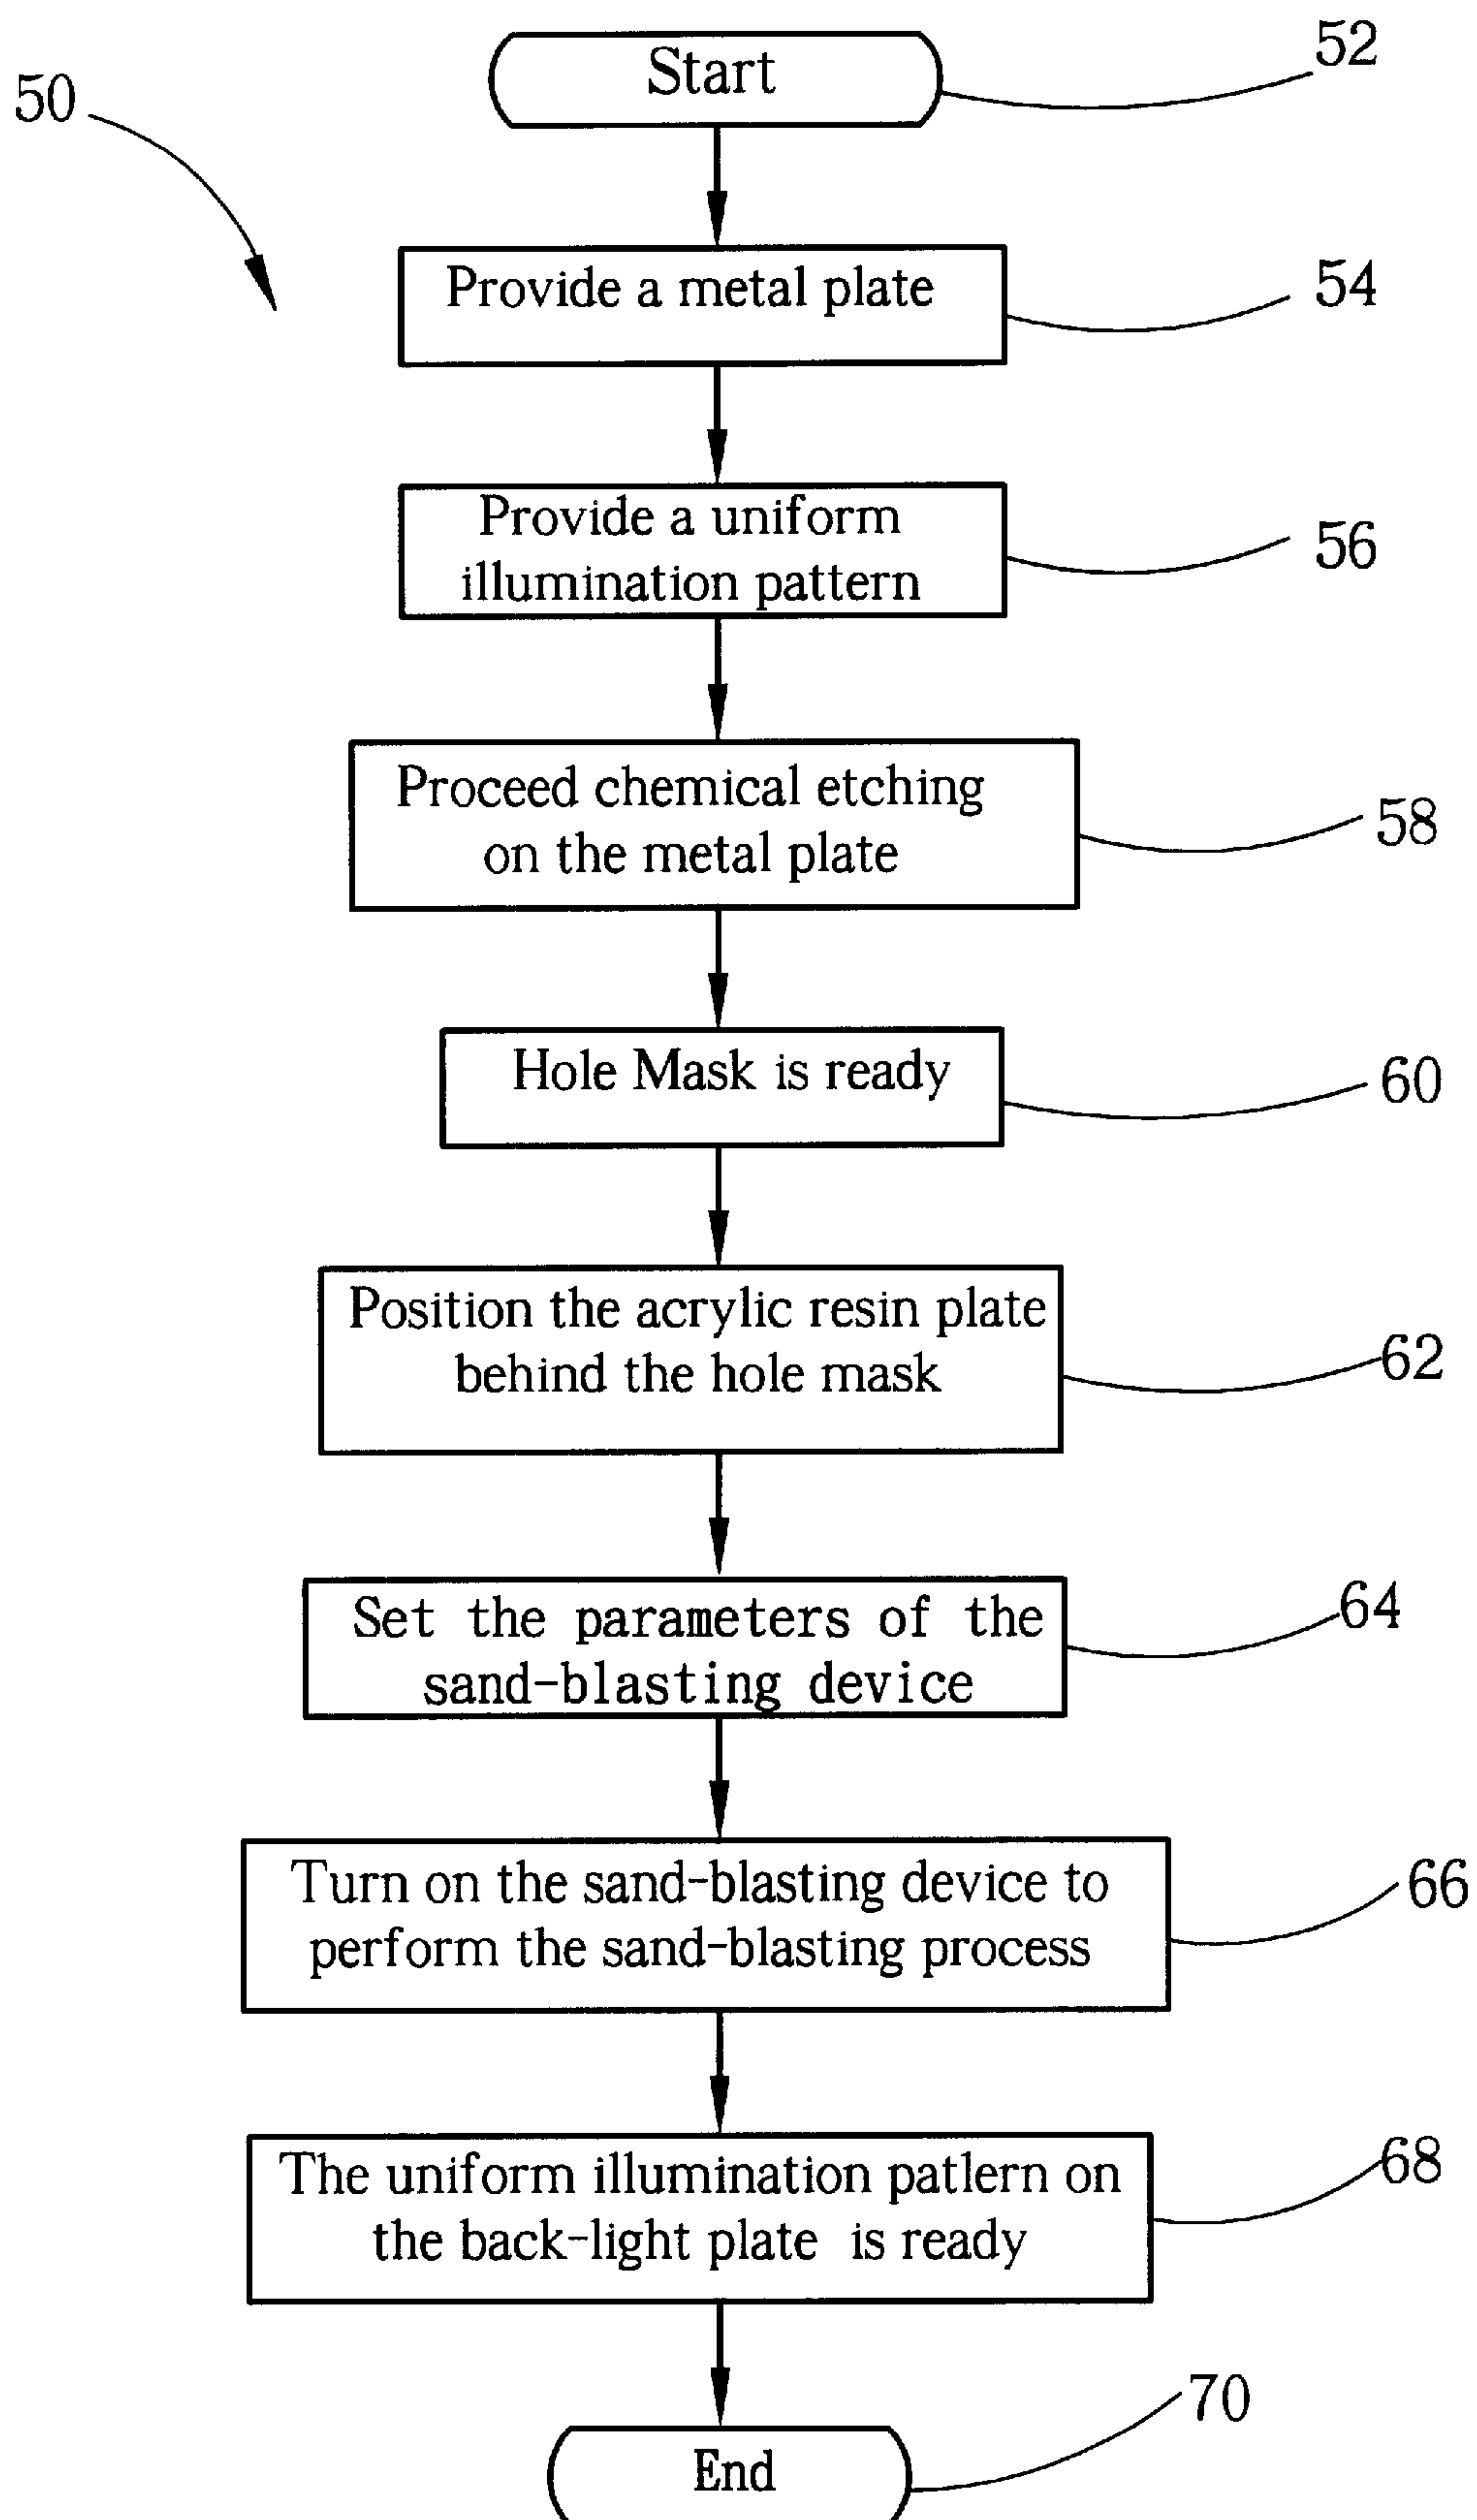 Start
52
50
Provide a metal plate
54
Provide a uniform
illumination pattern
56
Proceed chemical etching
on the metal plate
58
Hole Mask is ready
60
Position the acrylic resin plate
behind the hole mask
62
Set the parameters of the
sand-blasting device
64
Turn on the sand-blasting device to
perform the sand-blasting process
66
The uniform illumination patlern on
the back-light plate is ready
68
70
End